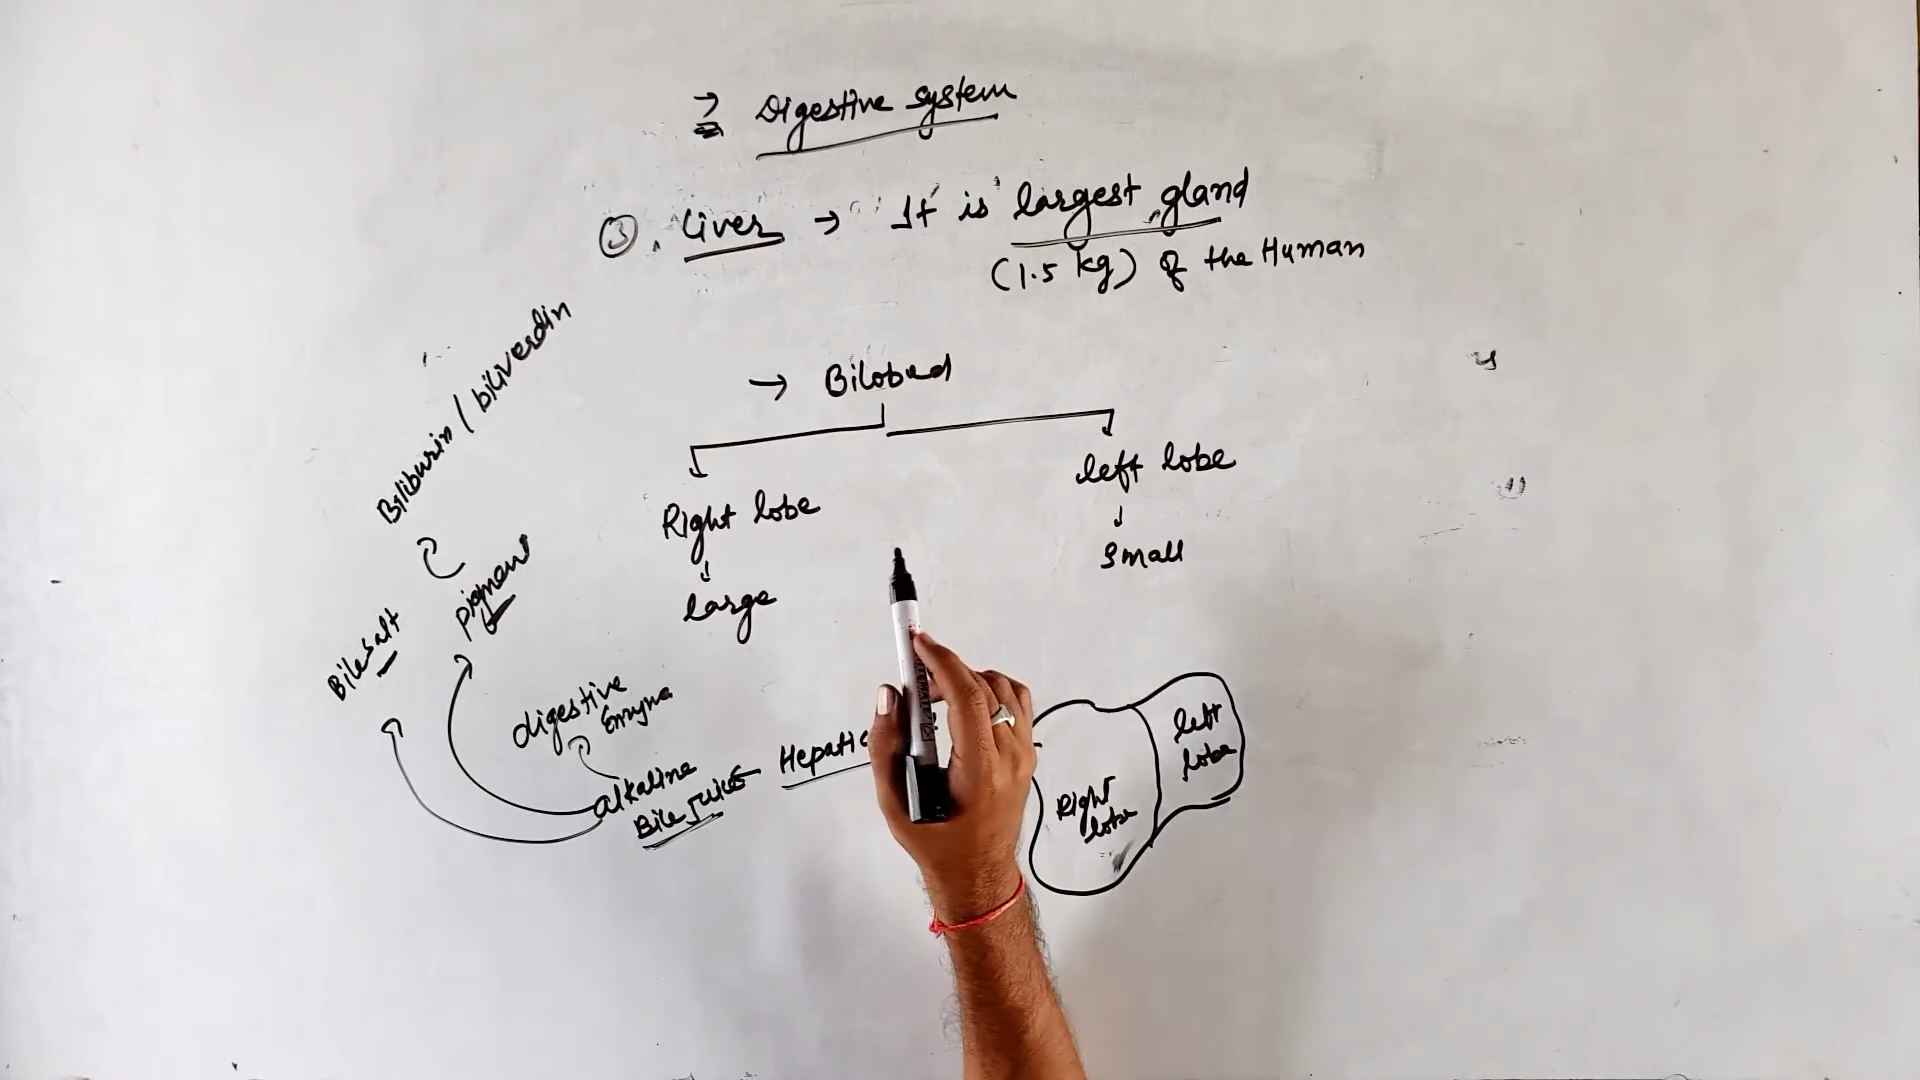 → Digestive system
③. Liver → It is largest gland
(1.5 kg) of the Human
→ Bilobed
Right lobe
large
left lobe
small
Biliburin / biliverdin
Pigment
Bile salt
digestive
Enzyme
alkaline
Bile Juice ← Hepatic
Right
lobe
left
lobe